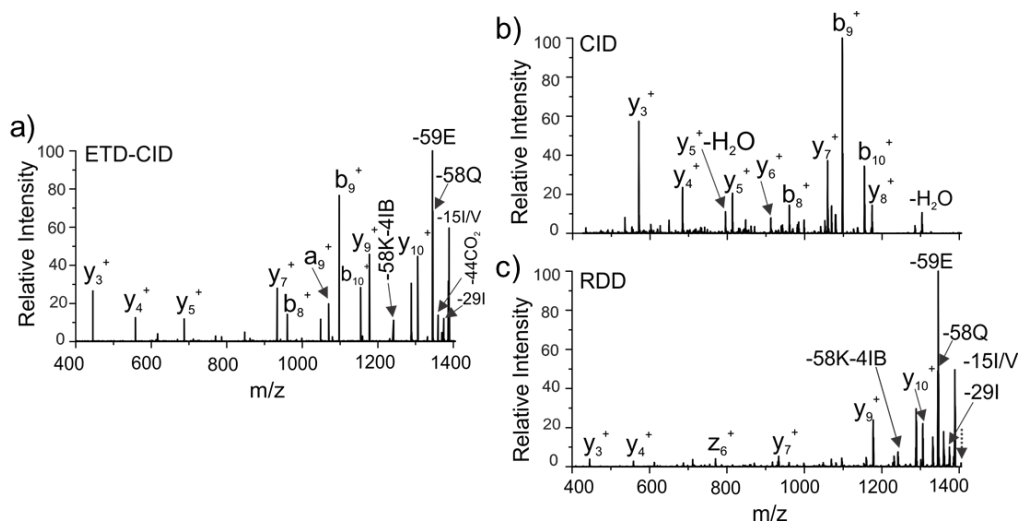 a)
ETD-CID
Relative Intensity
100
80
60
40
20
0
y₃⁺
y₄⁺
y₅⁺
y₇⁺
b₈⁺
a₉⁺
b₉⁺
b₁₀⁺
y₉⁺
-58K-4IB
y₁₀⁺
-59E
-58Q
-15I/V
-44CO₂
-29I
400 600 800 1000 1200 1400
m/z
b)
CID
Relative Intensity
100
80
60
40
20
0
y₃⁺
y₄⁺
y₅⁺-H₂O
y₅⁺
y₆⁺
b₈⁺
y₇⁺
b₉⁺
b₁₀⁺
y₈⁺
-H₂O
c)
RDD
Relative Intensity
100
80
60
40
20
0
y₃⁺
y₄⁺
z₆⁺
y₇⁺
y₉⁺
-58K-4IB
y₁₀⁺
-59E
-58Q
-15I/V
-29I
400 600 800 1000 1200 1400
m/z